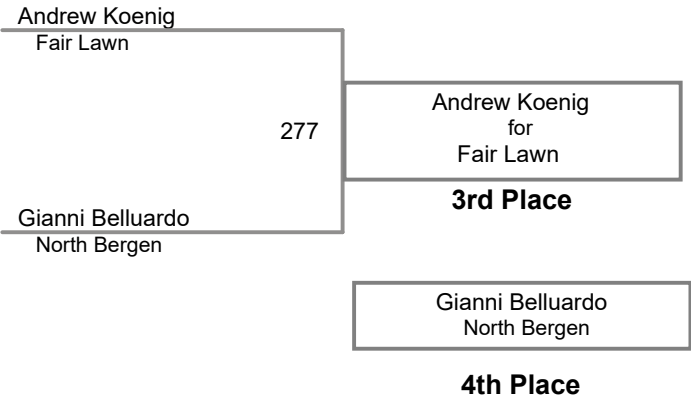 Andrew Koenig
Fair Lawn
277
Andrew Koenig
for
Fair Lawn
3rd Place
Gianni Belluardo
North Bergen
Gianni Belluardo
North Bergen
4th Place